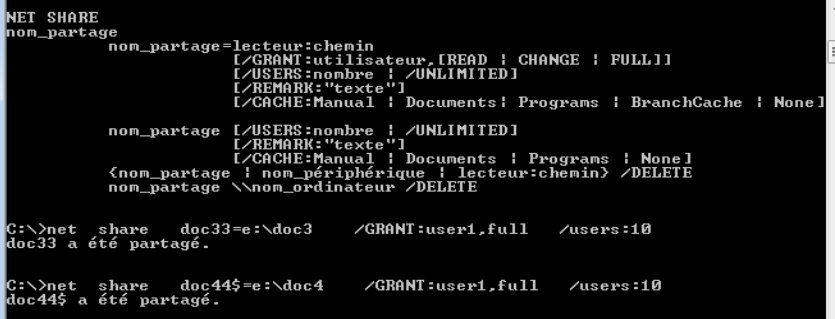 NET SHARE
nom_partage
nom_partage=lecteur:chemin
[/GRANT:utilisateur,[READ ¦ CHANGE ¦ FULL]]
[/USERS:nombre ¦ /UNLIMITED]
[/REMARK:"texte"]
[/CACHE:Manual ¦ Documents¦ Programs ¦ BranchCache ¦ None]
nom_partage [/USERS:nombre ¦ /UNLIMITED]
[/REMARK:"texte"]
[/CACHE:Manual ¦ Documents ¦ Programs ¦ None]
{nom_partage ¦ nom_périphérique ¦ lecteur:chemin} /DELETE
nom_partage \\nom_ordinateur /DELETE
C:\>net share doc33=e:\doc3 /GRANT:user1,full /users:10
doc33 a été partagé.
C:\>net share doc44$=e:\doc4 /GRANT:user1,full /users:10
doc44$ a été partagé.